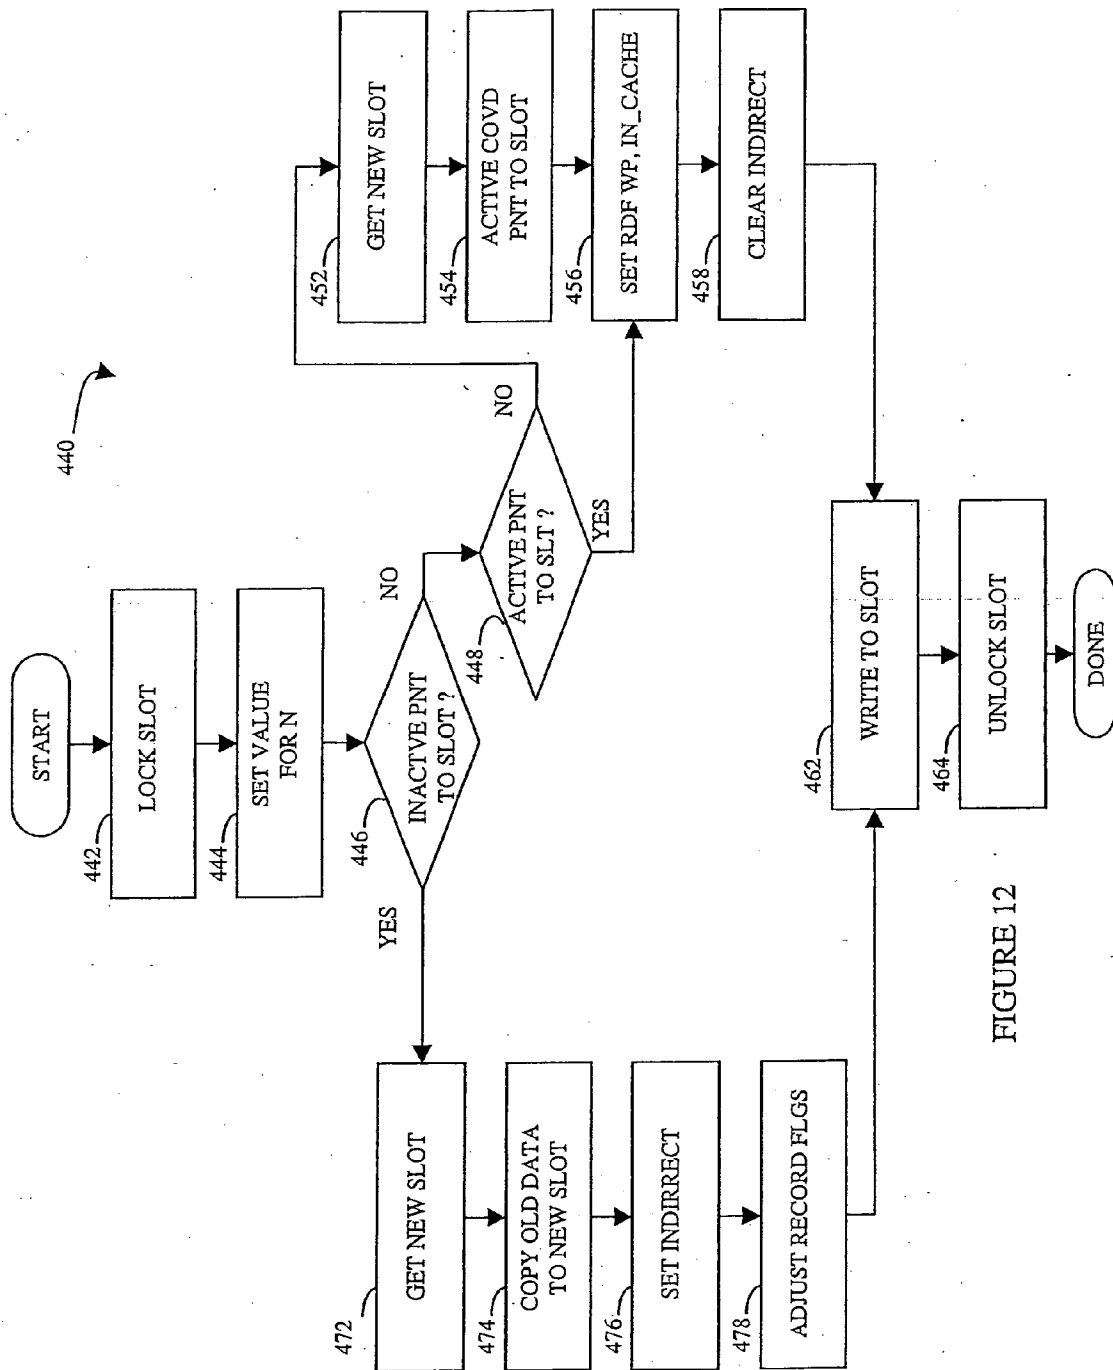 440
START
442
LOCK SLOT
444
SET VALUE
FOR N
446
INACTVE PNT
TO SLOT ?
YES
NO
448
ACTIVE PNT
TO SLT ?
NO
YES
452
GET NEW SLOT
454
ACTIVE COVD
PNT TO SLOT
456
SET RDF WP, IN_CACHE
458
CLEAR INDIRECT
472
GET NEW SLOT
474
COPY OLD DATA
TO NEW SLOT
476
SET INDIRRECT
478
ADJUST RECORD FLGS
462
WRITE TO SLOT
464
UNLOCK SLOT
DONE
FIGURE 12